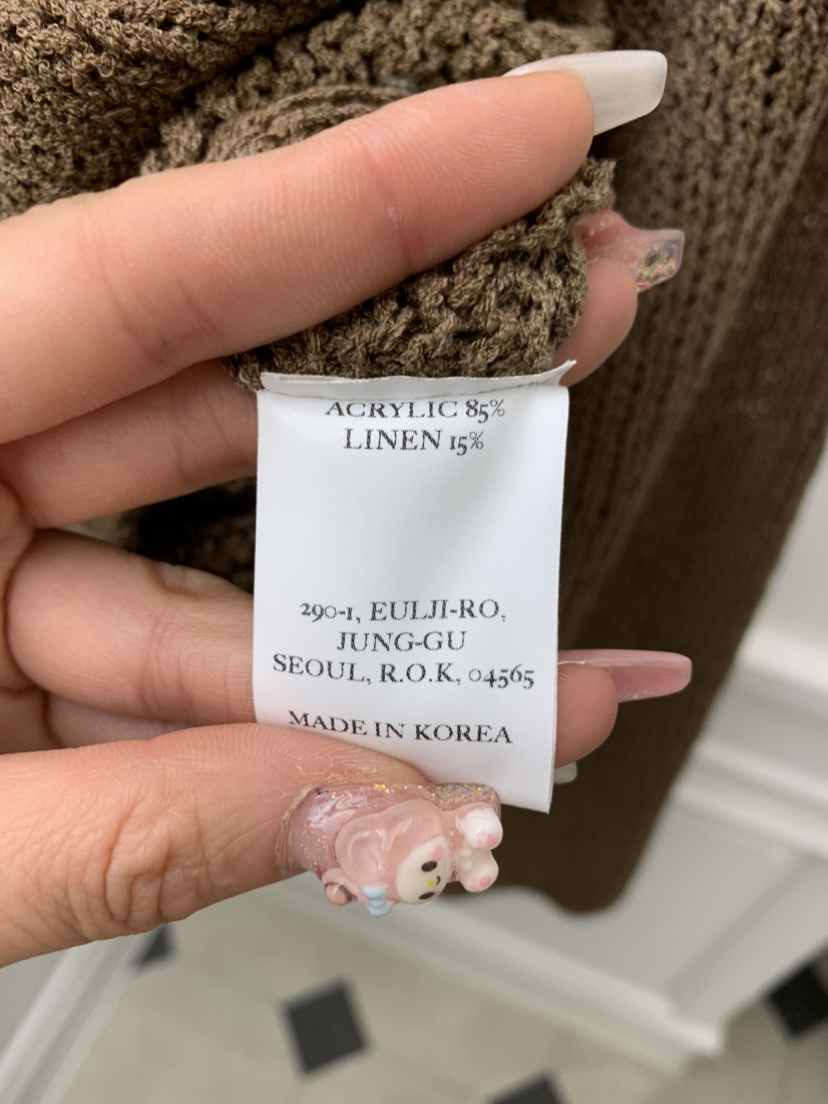 ACRYLIC 85%
LINEN 15%
290-1, EULJI-RO,
JUNG-GU
SEOUL, R.O.K, 04565
MADE IN KOREA